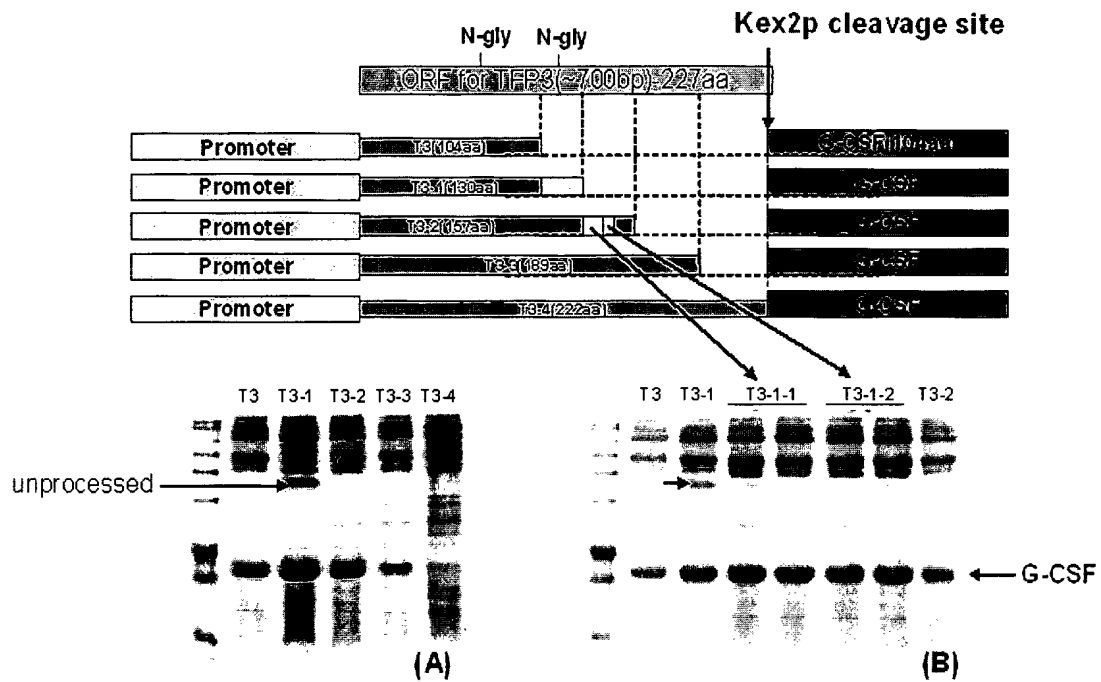 N-gly N-gly
Kex2p cleavage site
ORF for TFP3(~700bp) 227aa
Promoter T3(104aa)
Promoter T3-1(130aa) G-CSF
Promoter T3-2(157aa) G-CSF
Promoter T3-3(189aa) G-CSF
Promoter T3-4(222aa) G-CSF
T3 T3-1 T3-2 T3-3 T3-4
T3 T3-1 T3-1-1 T3-1-2 T3-2
unprocessed
G-CSF
(A) (B)